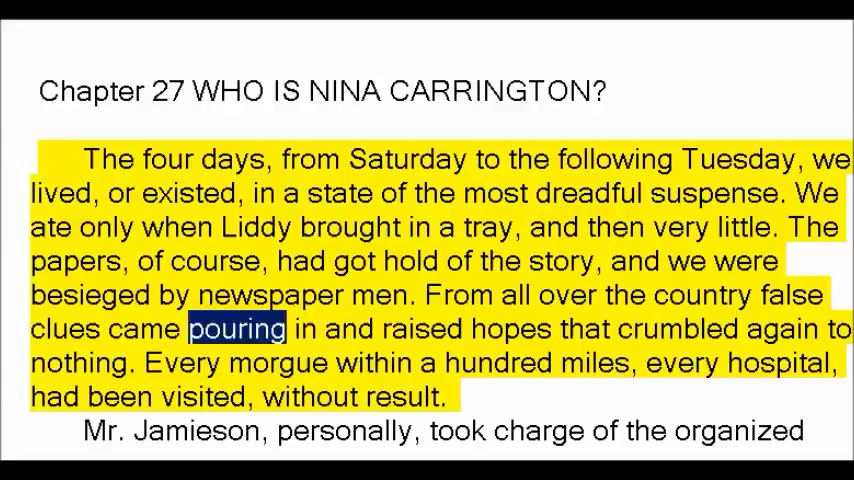 Chapter 27 WHO IS NINA CARRINGTON?
The four days, from Saturday to the following Tuesday, we
lived, or existed, in a state of the most dreadful suspense. We
ate only when Liddy brought in a tray, and then very little. The
papers, of course, had got hold of the story, and we were
besieged by newspaper men. From all over the country false
clues came pouring in and raised hopes that crumbled again to
nothing. Every morgue within a hundred miles, every hospital,
had been visited, without result.
Mr. Jamieson, personally, took charge of the organized